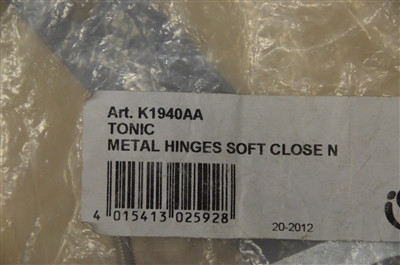 Art. K1940AA
TONIC
METAL HINGES SOFT CLOSE N
4 015413 025928
20-2012